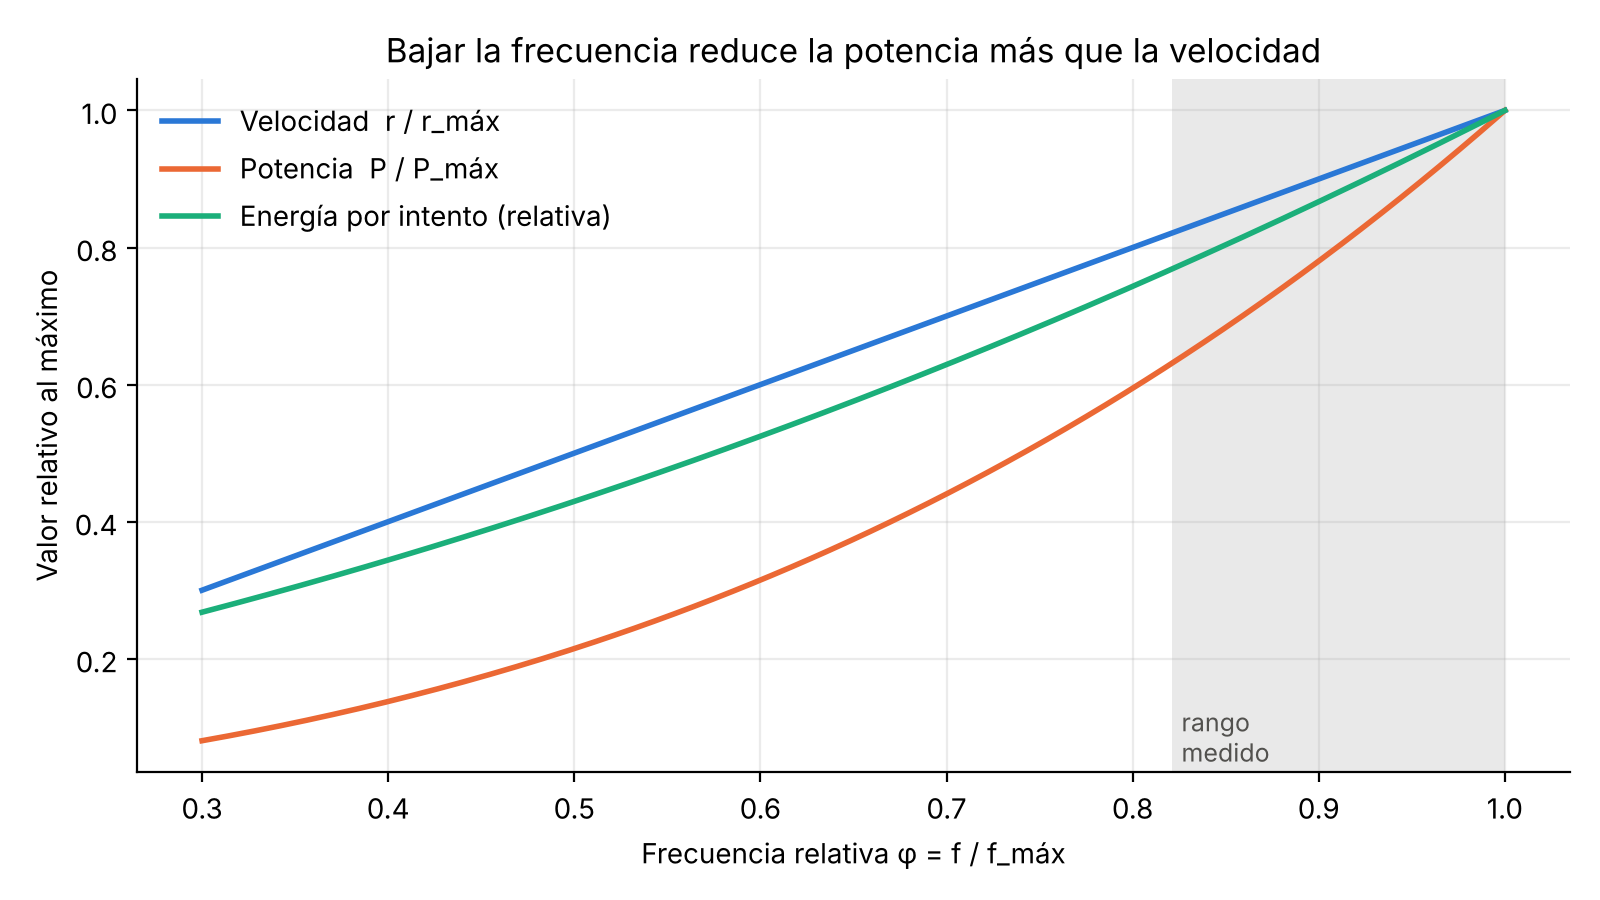 Bajar la frecuencia reduce la potencia más que la velocidad
Velocidad  r / r_máx
Potencia  P / P_máx
Energía por intento (relativa)
Valor relativo al máximo
1.0
0.8
0.6
0.4
0.2
rango
medido
0.3
0.4
0.5
0.6
0.7
0.8
0.9
1.0
Frecuencia relativa φ = f / f_máx